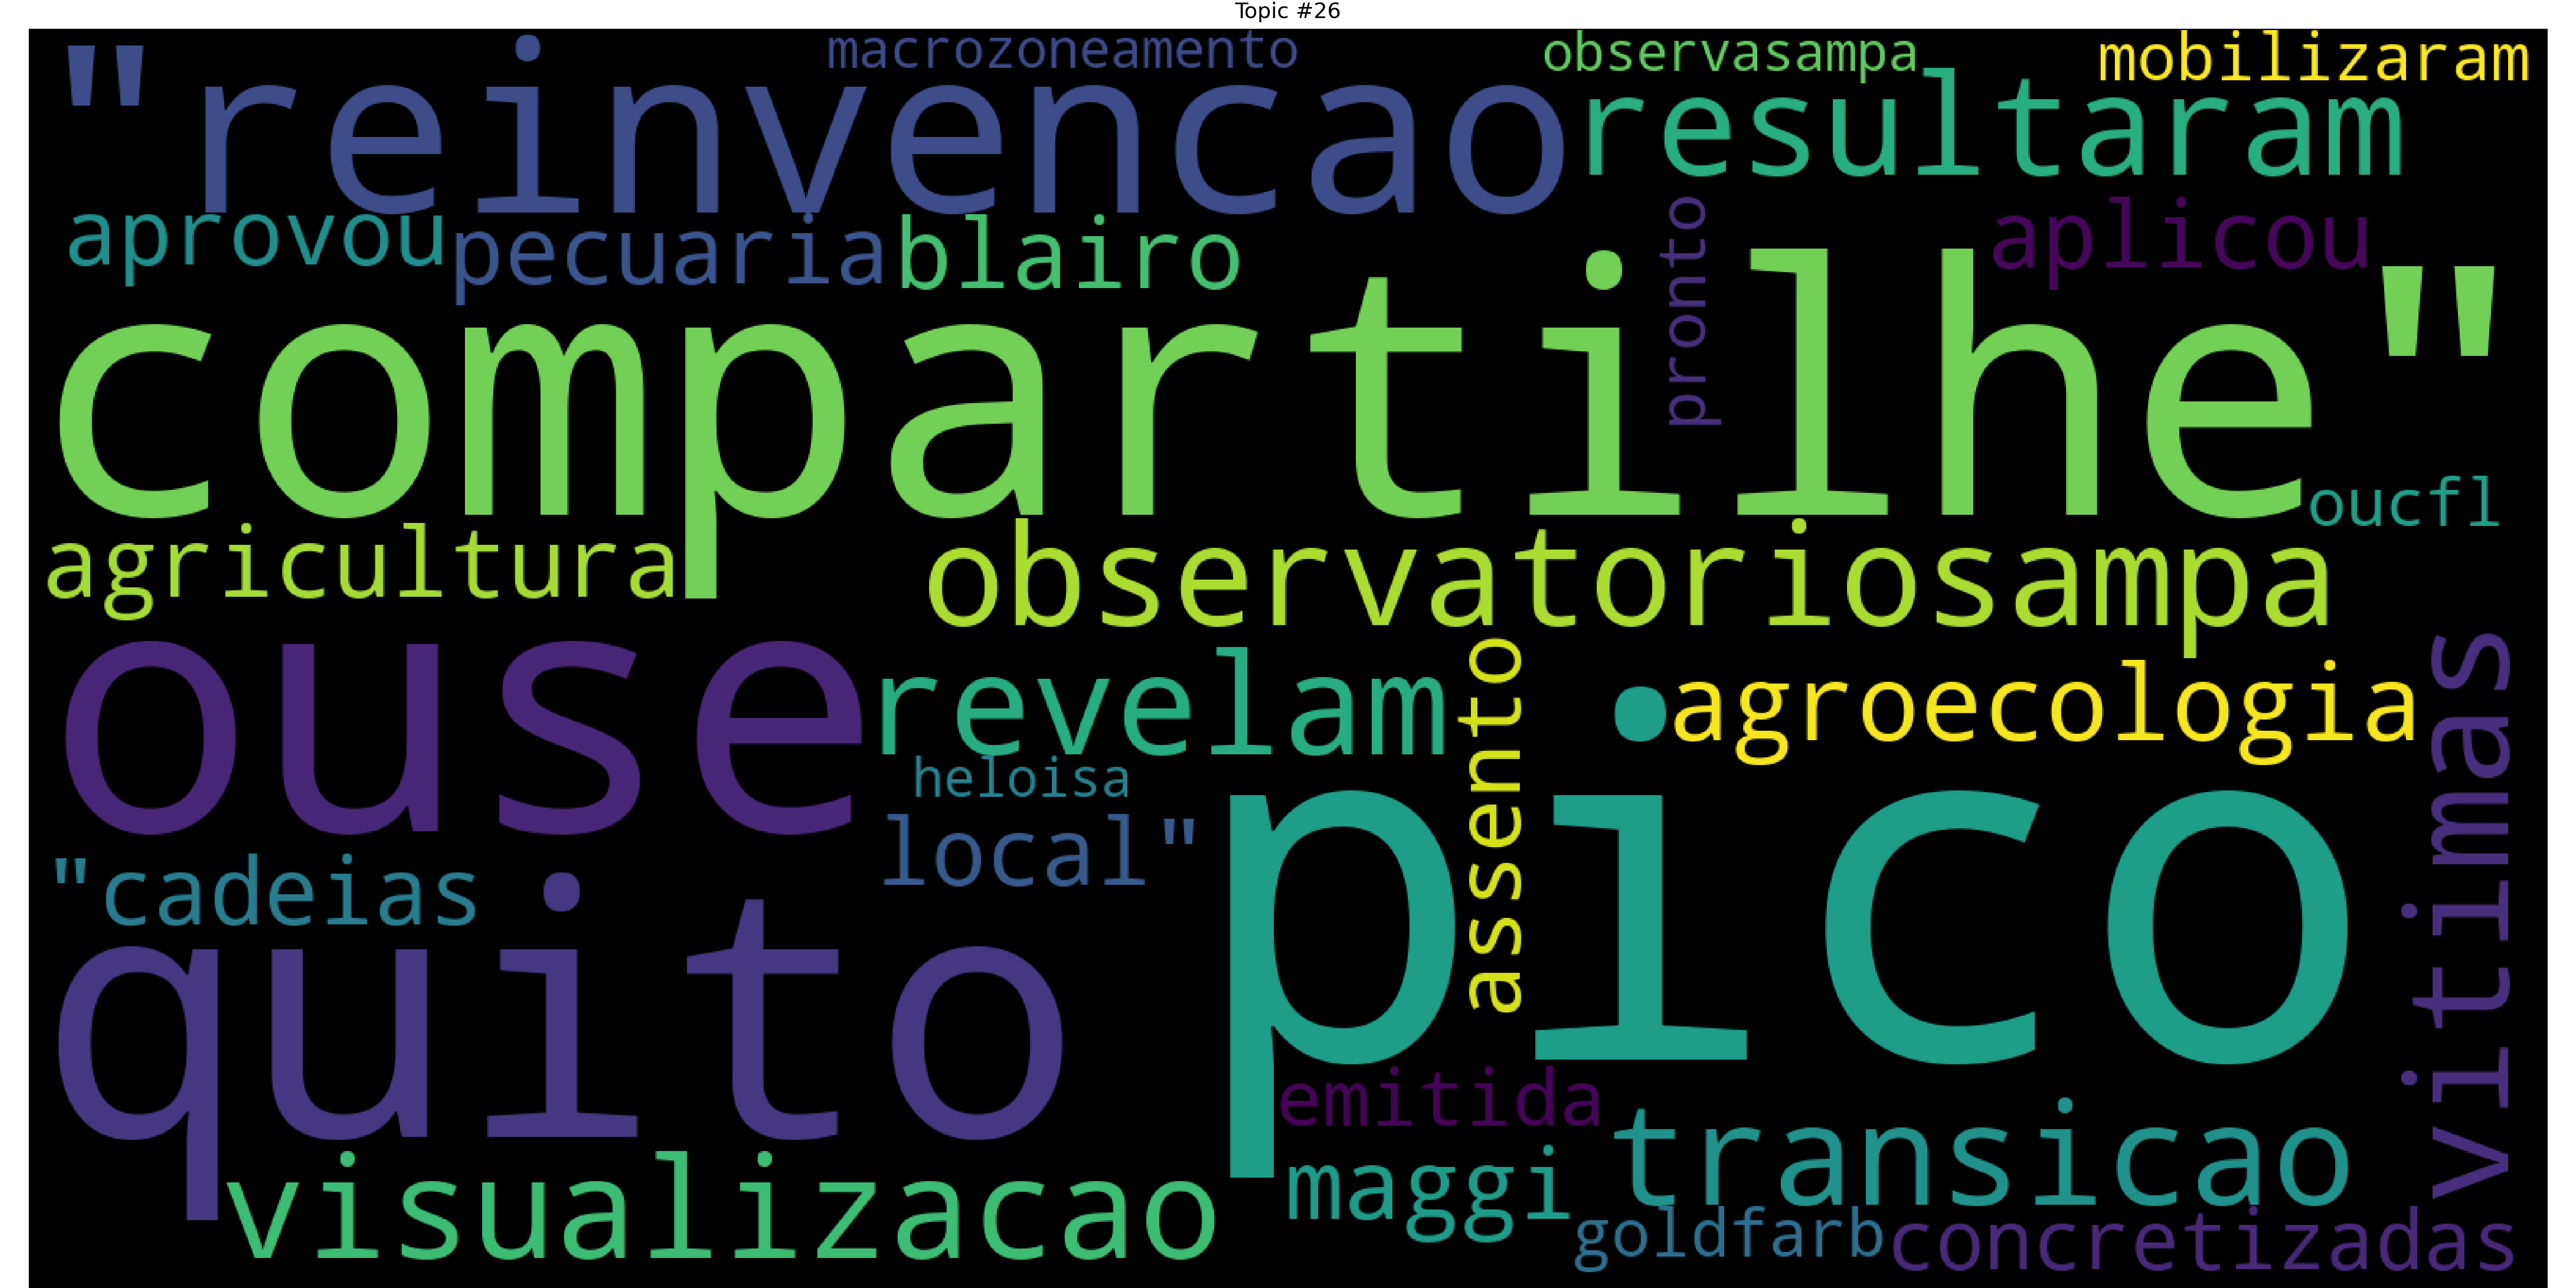 Topic #26
macrozoneamento
observasampa
mobilizaram
"reinvencao
resultaram
aprovou
pecuaria
blairo
pronto
aplicou
compartilhe"
oucfl
agricultura
observatoriosampa
ouse
revelam
assento
agroecologia
vitimas
heloisa
local"
pico
"cadeias
quito
emitida
transicao
visualizacao
maggi
goldfarb
concretizadas